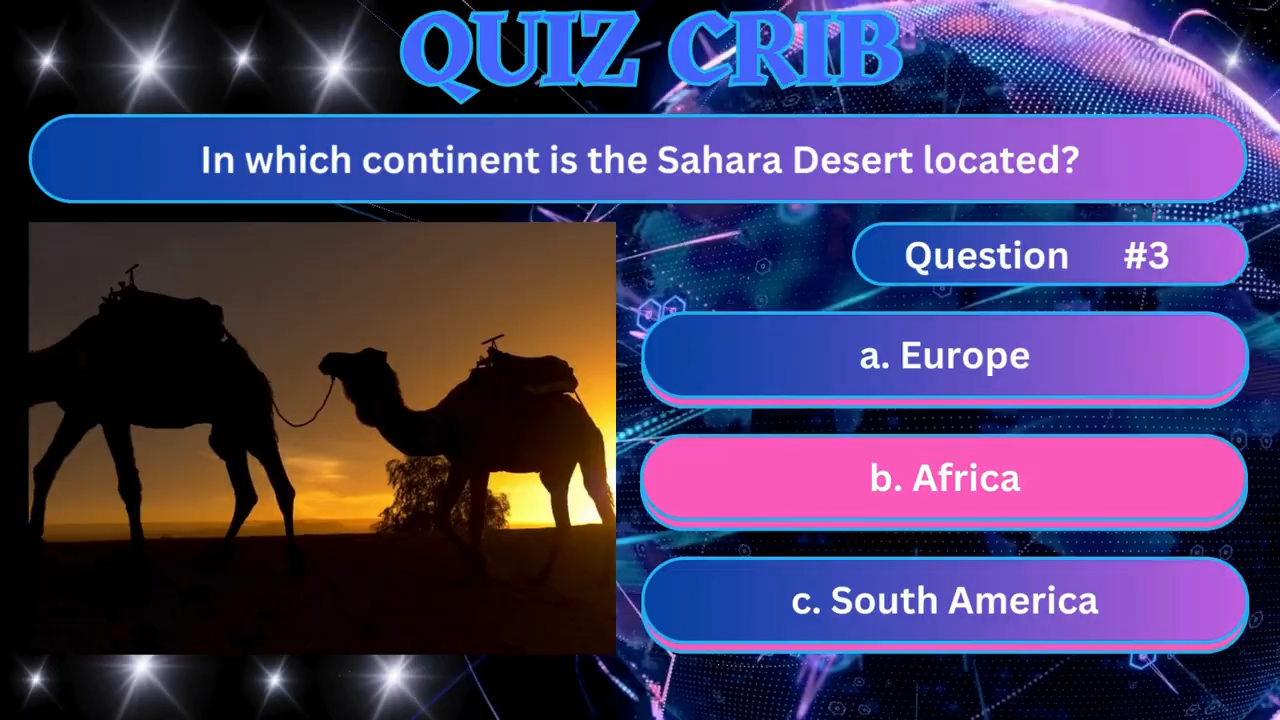 QUIZ CRIB
In which continent is the Sahara Desert located?
Question #3
a. Europe
b. Africa
c. South America